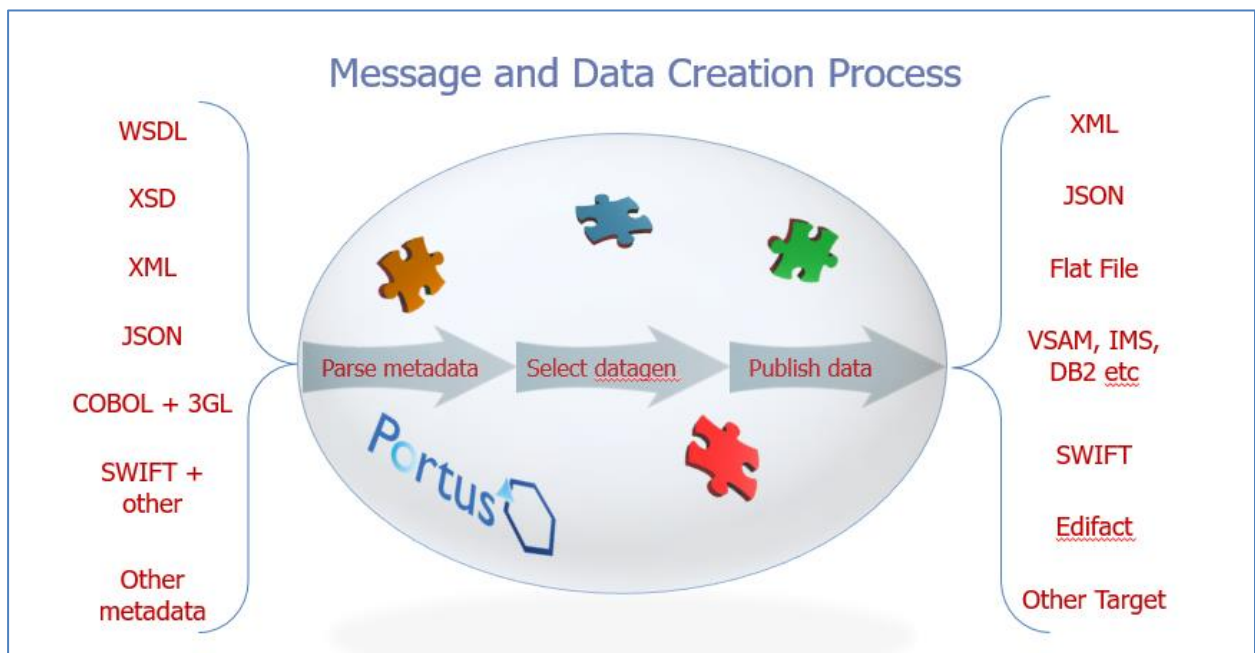 Message and Data Creation Process
WSDL
XSD
XML
JSON
COBOL + 3GL
SWIFT +
other
Other
metadata
Parse metadata
Select datagen
Publish data
Portus
XML
JSON
Flat File
VSAM, IMS,
DB2 etc
SWIFT
Edifact
Other Target